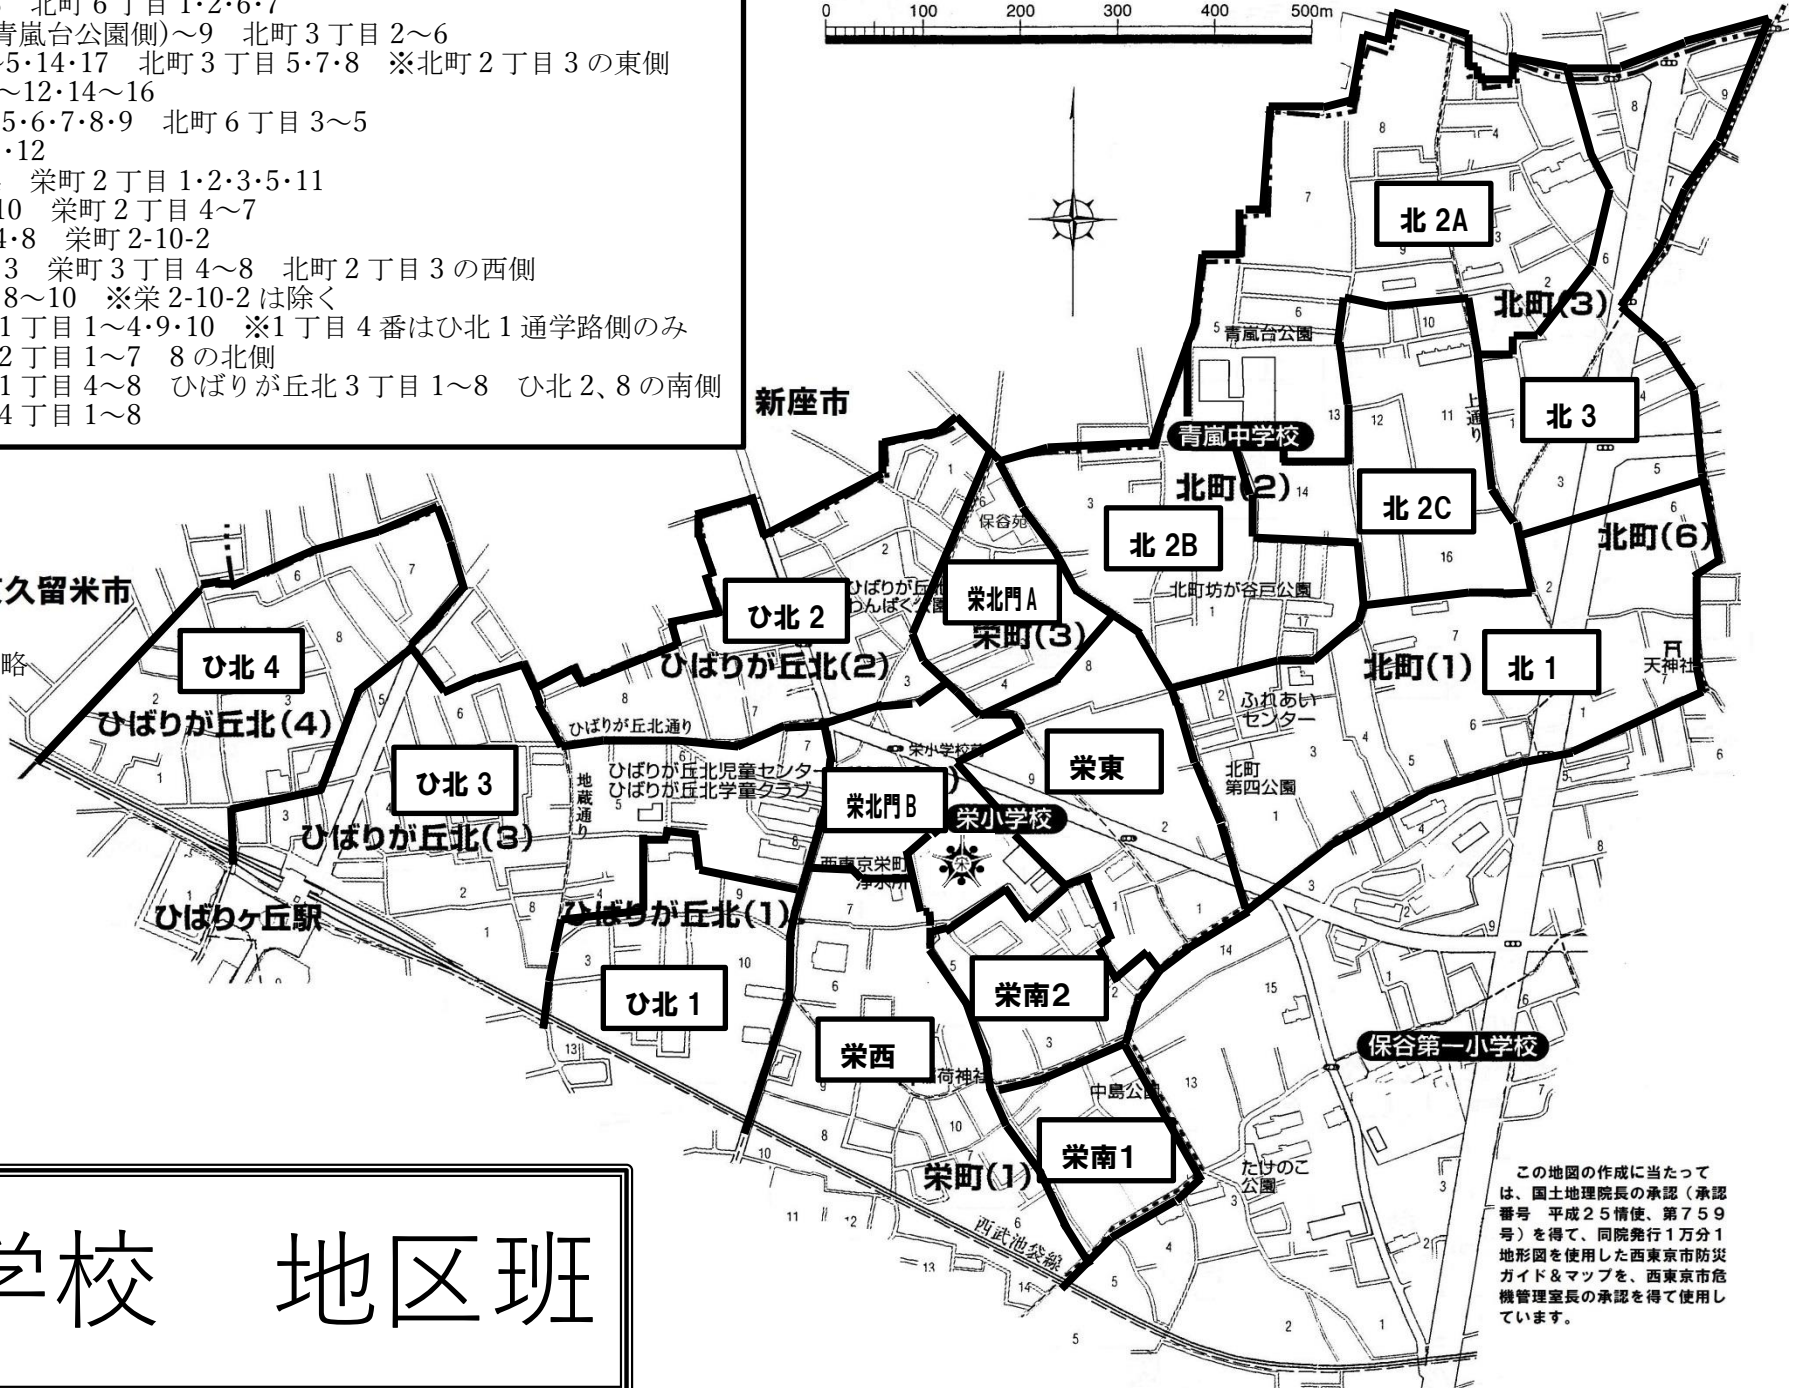 北町 6 丁目 1・2・6・7
青嵐台公園側)～9　北町 3 丁目 2～6
5・14・17　北町 3 丁目 5・7・8　※北町 2 丁目 3 の東側
～12・14～16
5・6・7・8・9　北町 6 丁目 3～5
・12
栄町 2 丁目 1・2・3・5・11
10　栄町 2 丁目 4～7
4・8　栄町 2-10-2
3　栄町 3 丁目 4～8　北町 2 丁目 3 の西側
8～10　※栄 2-10-2 は除く
1 丁目 1～4・9・10　※1 丁目 4 番はひ北 1 通学路側のみ
2 丁目 1～7　8 の北側
1 丁目 4～8　ひばりが丘北 3 丁目 1～8　ひ北 2、8 の南側
4 丁目 1～8
0 100 200 300 400 500m
北 2A
北町(3)
青嵐台公園
新座市
上通り
北 3
青嵐中学校
北町(2)
北 2C
保谷苑
北 2B
北町(6)
久留米市
ひ北 2
栄北門 A
北町坊が谷戸公園
栄町(3)
ひ北 4
略
ひばりが丘北(2)
北町(1)
北 1
天神社
ふれあい
センター
ひばりが丘北(4)
ひばりが丘北通り
栄小学校前
栄東
北町
第四公園
ひ北 3
地蔵通り
ひばりが丘北児童センター
ひばりが丘北学童クラブ
栄北門 B
栄小学校
栄
ひばりが丘北(3)
西東京栄町
浄水所
ひばりヶ丘駅
ひばりが丘北(1)
ひ北 1
栄南2
栄西
保谷第一小学校
稲荷神社
中島公園
栄南1
栄町(1)
たけのこ
公園
西武池袋線
学校　地区班
この地図の作成に当たって
は、国土地理院長の承認（承認
番号　平成２５情使、第７５９
号）を得て、同院発行１万分１
地形図を使用した西東京市防災
ガイド＆マップを、西東京市危
機管理室長の承認を得て使用し
ています。